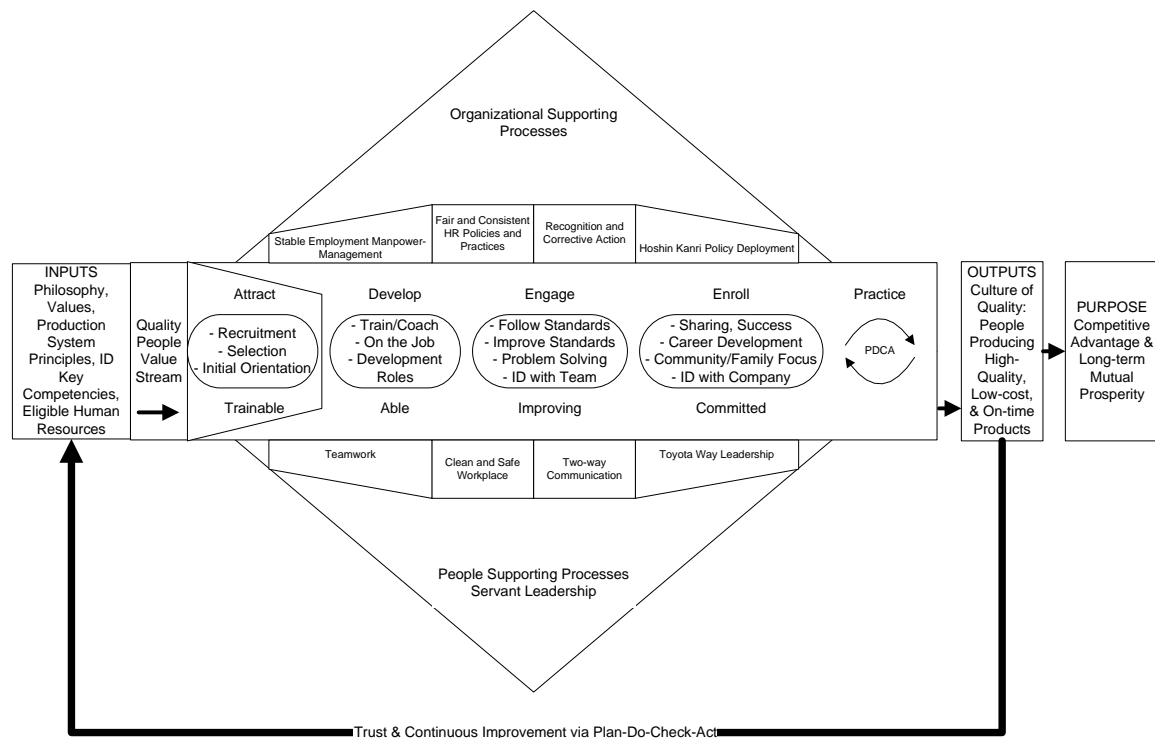 Organizational Supporting
Processes
Stable Employment Manpower-
Management
Fair and Consistent
HR Policies and
Practices
Recognition and
Corrective Action
Hoshin Kanri Policy Deployment
INPUTS
Philosophy,
Values,
Production
System
Principles, ID
Key
Competencies,
Eligible Human
Resources
Quality
People
Value
Stream
Attract
- Recruitment
- Selection
- Initial Orientation
Trainable
Develop
- Train/Coach
- On the Job
- Development
Roles
Able
Engage
- Follow Standards
- Improve Standards
- Problem Solving
- ID with Team
Improving
Enroll
- Sharing, Success
- Career Development
- Community/Family Focus
- ID with Company
Committed
Practice
PDCA
OUTPUTS
Culture of
Quality:
People
Producing
High-
Quality,
Low-cost,
& On-time
Products
PURPOSE
Competitive
Advantage &
Long-term
Mutual
Prosperity
Teamwork
Clean and Safe
Workplace
Two-way
Communication
Toyota Way Leadership
People Supporting Processes
Servant Leadership
Trust & Continuous Improvement via Plan-Do-Check-Act